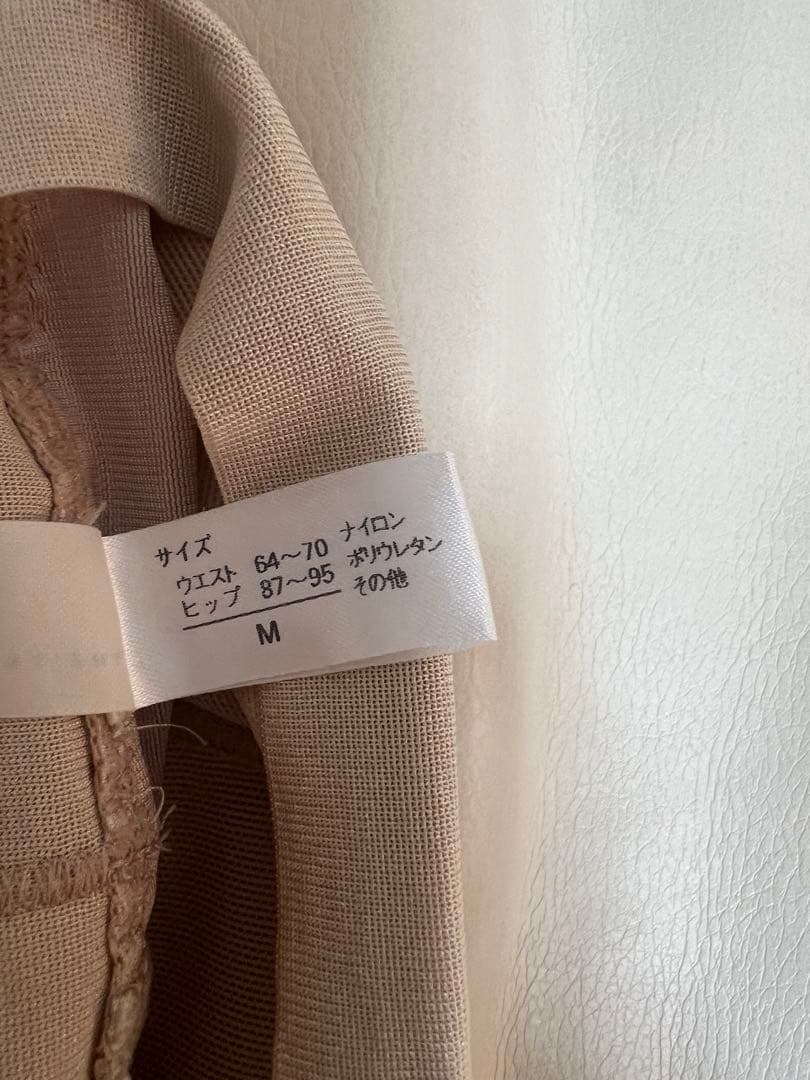 サイズ
ウエスト 64～70 ナイロン
ヒップ 87～95 ポリウレタン
M その他